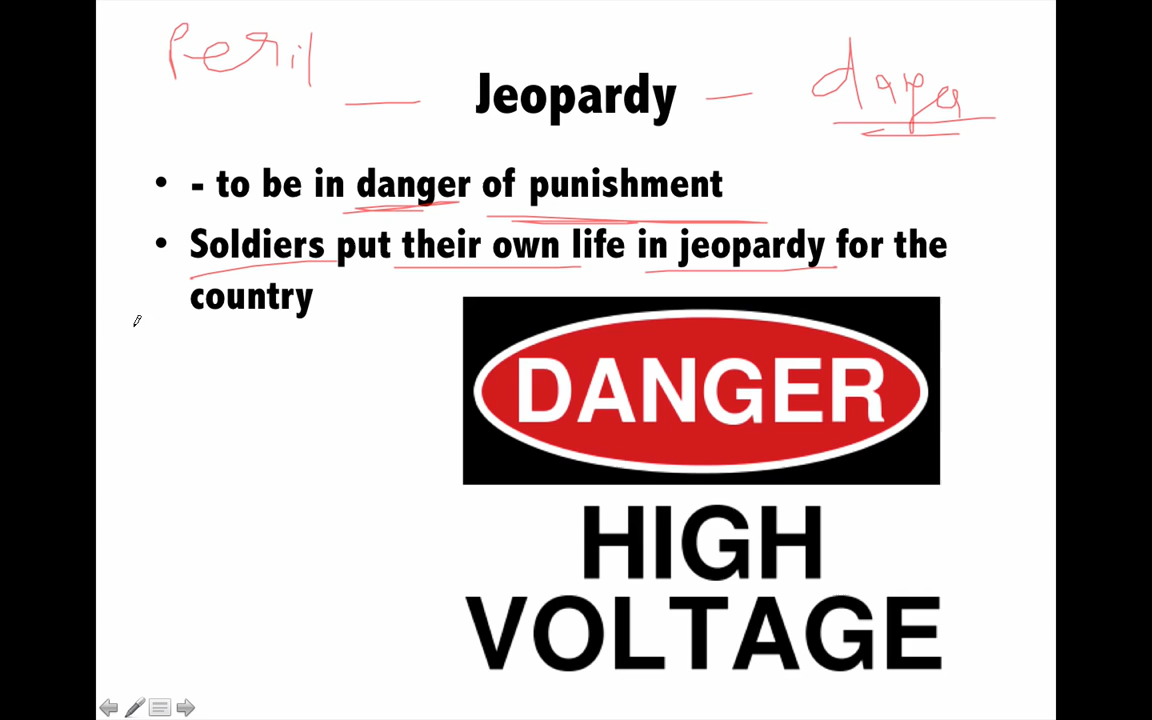 Peril — Jeopardy — danger
• - to be in danger of punishment
• Soldiers put their own life in jeopardy for the
country
DANGER
HIGH
VOLTAGE